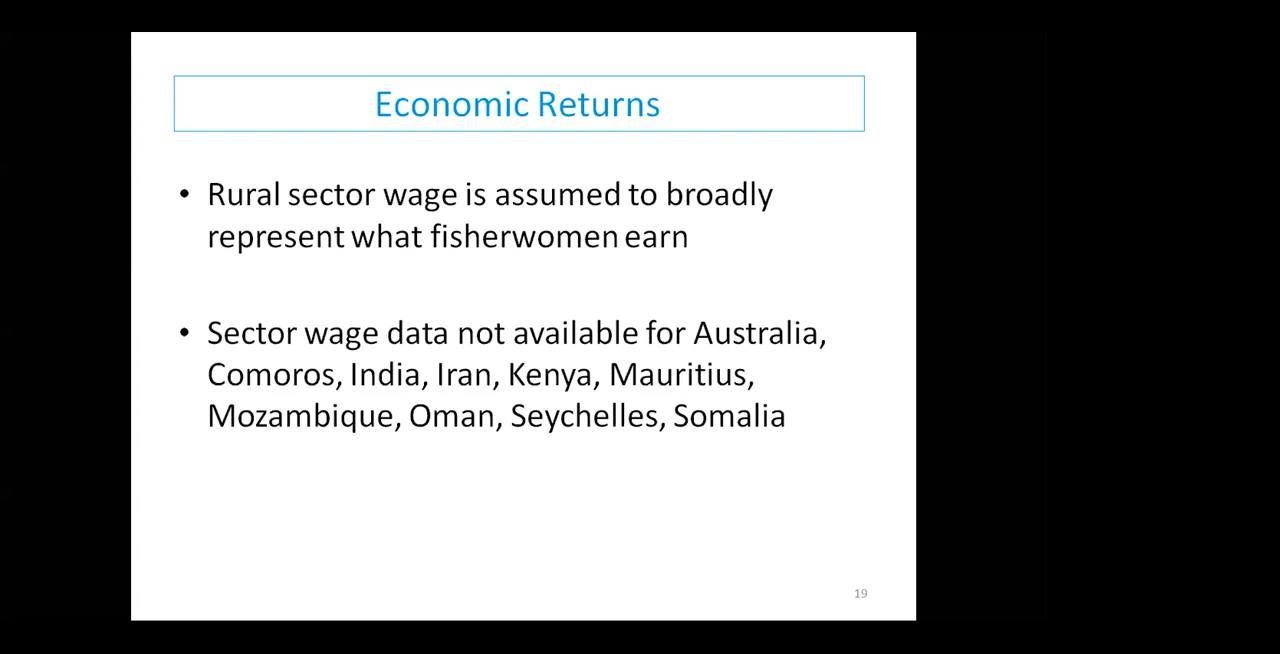 Economic Returns
• Rural sector wage is assumed to broadly
represent what fisherwomen earn
• Sector wage data not available for Australia,
Comoros, India, Iran, Kenya, Mauritius,
Mozambique, Oman, Seychelles, Somalia
19